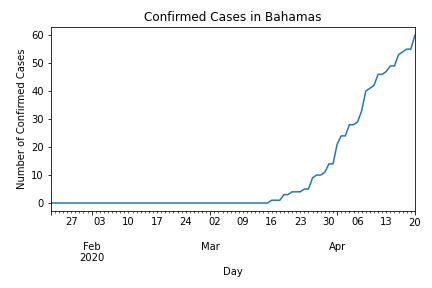 Confirmed Cases in Bahamas
60
50
40
30
20
10
0
Number of Confirmed Cases
27 03 10 17 24 02 09 16 23 30 06 13 20
Feb Mar Apr
2020
Day